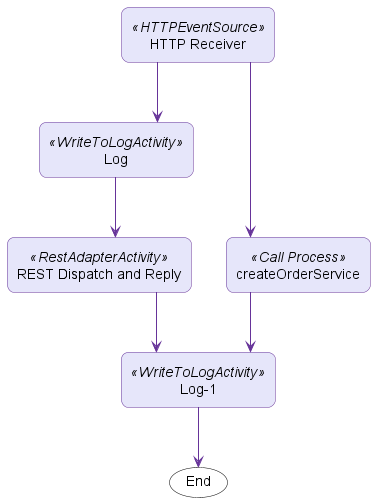 «HTTPEventSource»
HTTP Receiver
«WriteToLogActivity»
Log
«RestAdapterActivity»
REST Dispatch and Reply
«Call Process»
createOrderService
«WriteToLogActivity»
Log-1
End